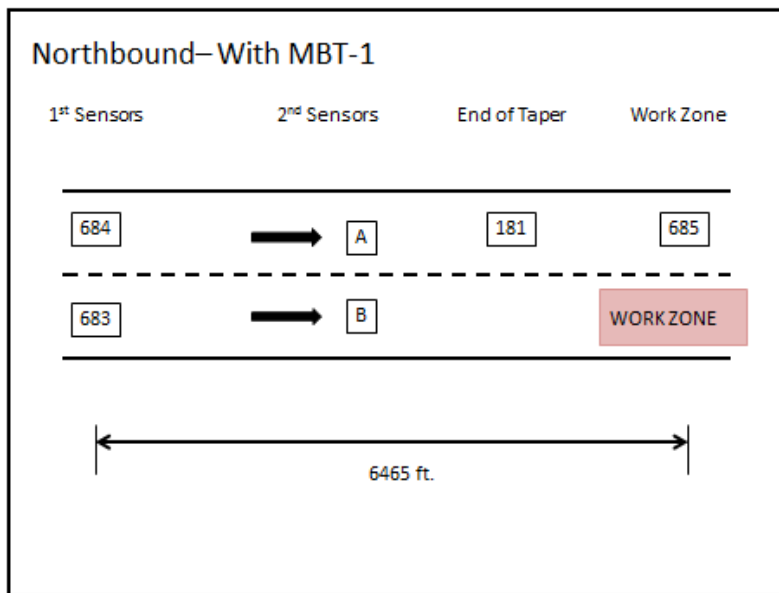 Northbound– With MBT-1
1st Sensors 2nd Sensors End of Taper Work Zone
684 A 181 685
683 B WORK ZONE
6465 ft.